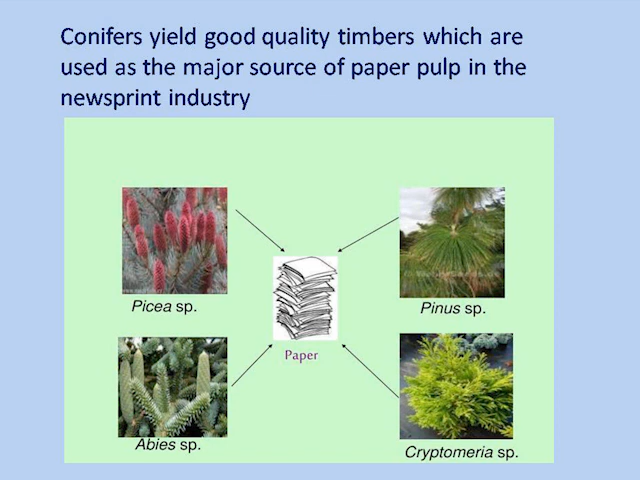 Conifers yield good quality timbers which are
used as the major source of paper pulp in the
newsprint industry
Picea sp.
Pinus sp.
Paper
Abies sp.
Cryptomeria sp.